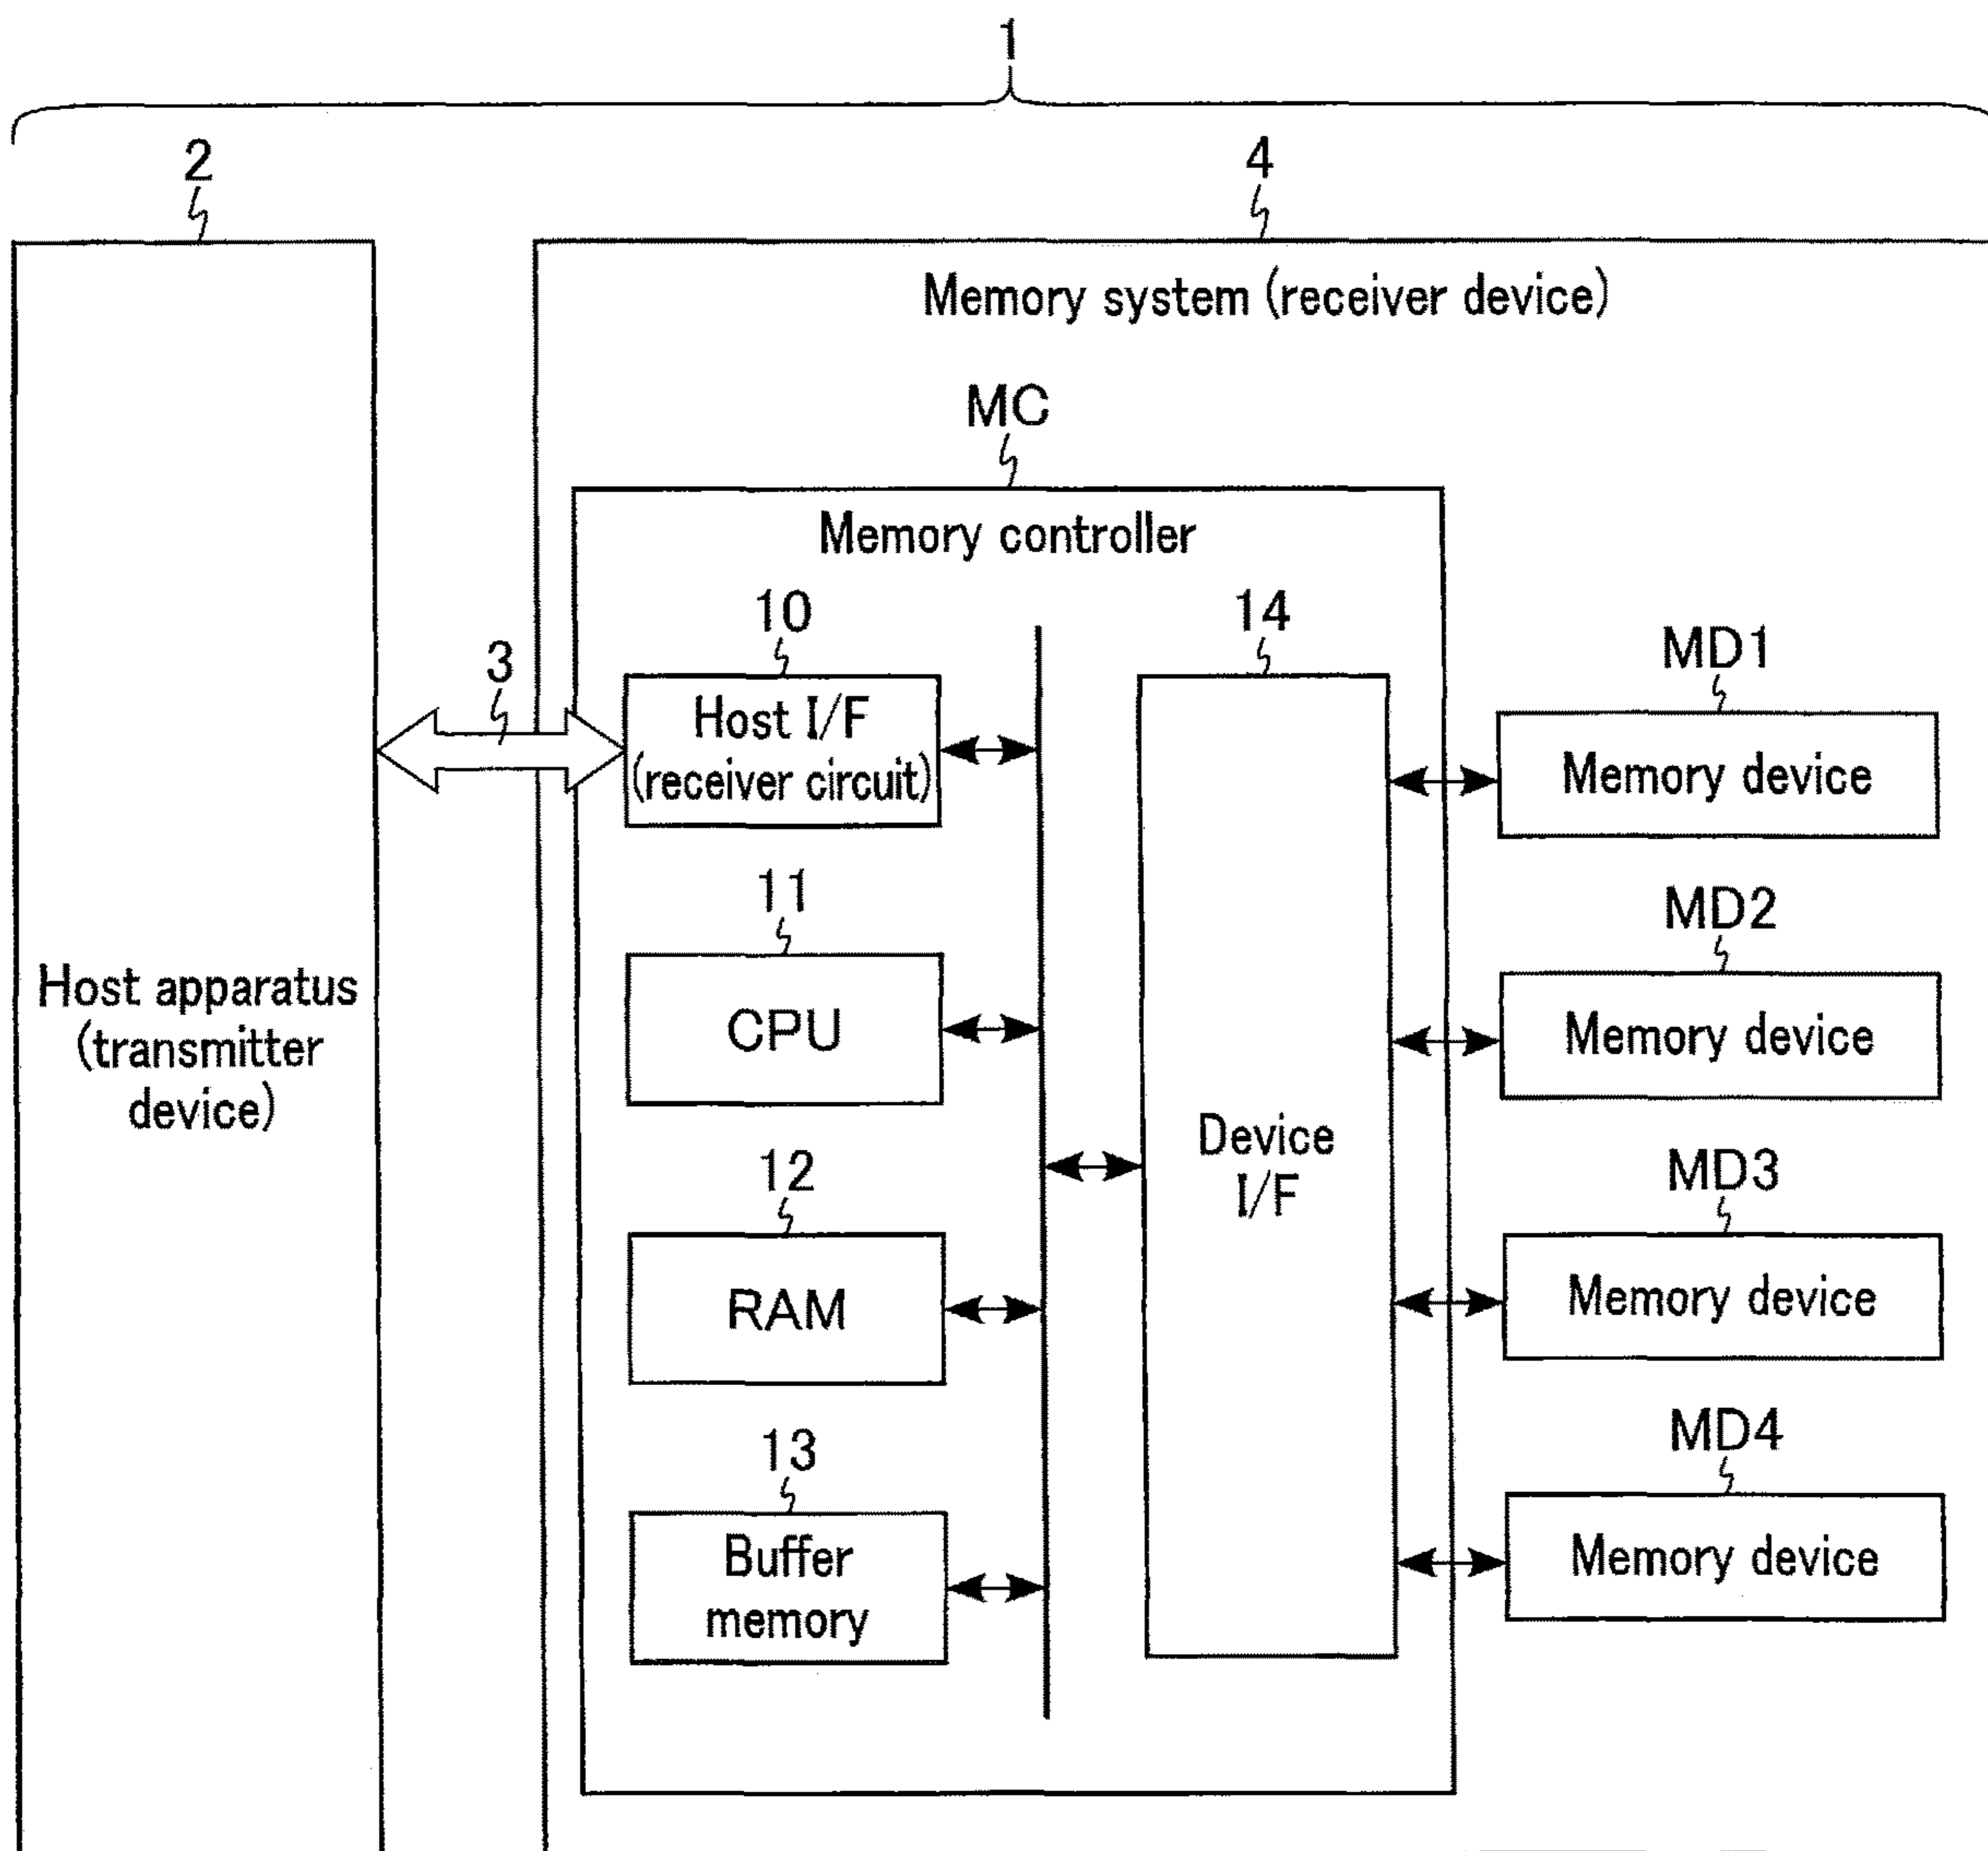 1
2
4
Memory system (receiver device)
MC
Memory controller
10
14
MD1
3
Host I/F
(receiver circuit)
Memory device
11
MD2
CPU
Memory device
Host apparatus
(transmitter
device)
Device
I/F
12
MD3
RAM
Memory device
13
MD4
Buffer
memory
Memory device